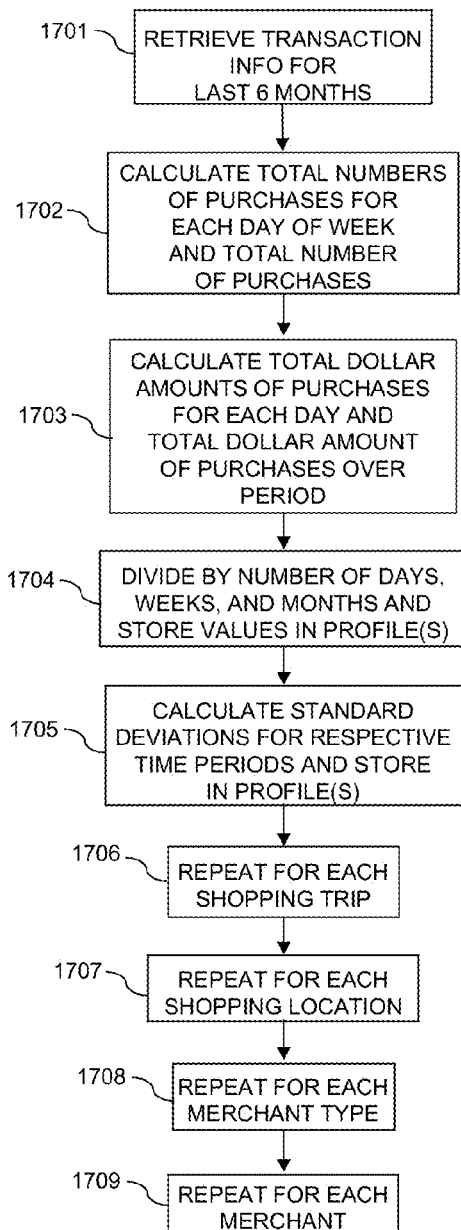 1701
RETRIEVE TRANSACTION
INFO FOR
LAST 6 MONTHS
1702
CALCULATE TOTAL NUMBERS
OF PURCHASES FOR
EACH DAY OF WEEK
AND TOTAL NUMBER
OF PURCHASES
1703
CALCULATE TOTAL DOLLAR
AMOUNTS OF PURCHASES
FOR EACH DAY AND
TOTAL DOLLAR AMOUNT
OF PURCHASES OVER
PERIOD
1704
DIVIDE BY NUMBER OF DAYS,
WEEKS, AND MONTHS AND
STORE VALUES IN PROFILE(S)
1705
CALCULATE STANDARD
DEVIATIONS FOR RESPECTIVE
TIME PERIODS AND STORE
IN PROFILE(S)
1706
REPEAT FOR EACH
SHOPPING TRIP
1707
REPEAT FOR EACH
SHOPPING LOCATION
1708
REPEAT FOR EACH
MERCHANT TYPE
1709
REPEAT FOR EACH
MERCHANT